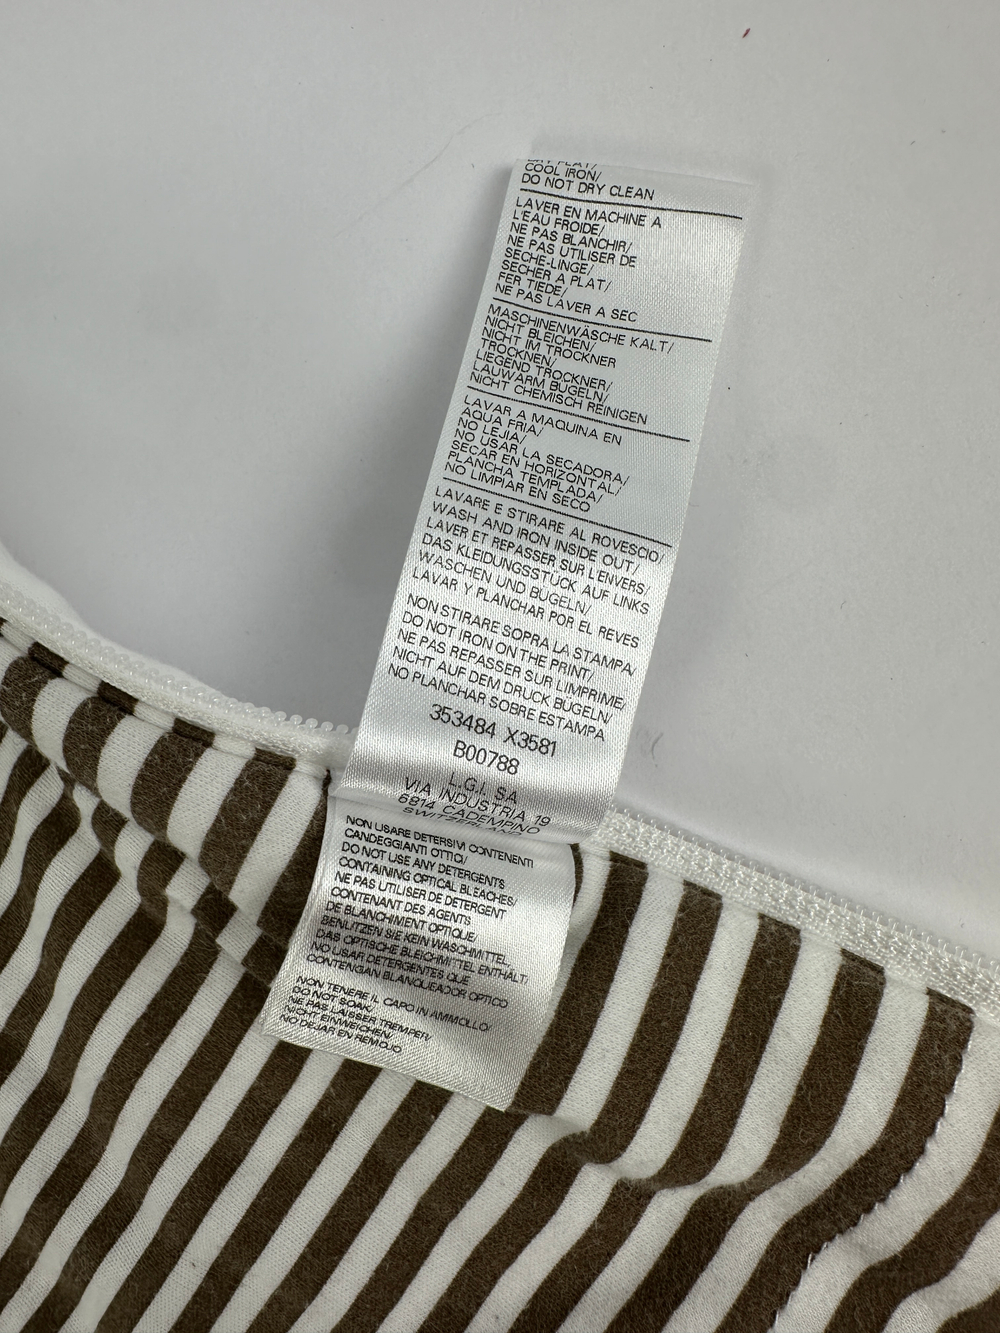 DRY FLAT/
COOL IRON/
DO NOT DRY CLEAN
LAVER EN MACHINE A
L'EAU FROIDE/
NE PAS BLANCHIR/
NE PAS UTILISER DE
SECHE-LINGE/
SECHER A PLAT/
FER TIEDE/
NE PAS LAVER A SEC
MASCHINENWÄSCHE KALT/
NICHT BLEICHEN/
NICHT IM TROCKNER
TROCKNEN/
LIEGEND TROCKNER/
LAUWARM BÜGELN/
NICHT CHEMISCH REINIGEN
LAVAR A MAQUINA EN
AQUA FRIA/
NO LEJIA/
NO USAR LA SECADORA/
SECAR EN HORIZONTAL/
PLANCHA TEMPLADA/
NO LIMPIAR EN SECO
LAVARE E STIRARE AL ROVESCIO/
WASH AND IRON INSIDE OUT/
LAVER ET REPASSER SUR L'ENVERS/
DAS KLEIDUNGSSTÜCK AUF LINKS
WASCHEN UND BÜGELN/
LAVAR Y PLANCHAR POR EL REVES
NON STIRARE SOPRA LA STAMPA/
DO NOT IRON ON THE PRINT/
NE PAS REPASSER SUR L'IMPRIME/
NICHT AUF DEM DRUCK BÜGELN/
NO PLANCHAR SOBRE ESTAMPA
353484 X3581
B00788
L.G.I. SA
VIA INDUSTRIA 19
6814 CADEMPINO
SWITZERLAND
NON USARE DETERSIVI CONTENENTI
CANDEGGIANTI OTTICI/
DO NOT USE ANY DETERGENTS
CONTAINING OPTICAL BLEACHES/
NE PAS UTILISER DE DETERGENT
CONTENANT DES AGENTS
DE BLANCHIMENT OPTIQUE/
BENUTZEN SIE KEIN WASCHMITTEL
DAS OPTISCHE BLEICHMITTEL ENTHÄLT/
NO USAR DETERGENTES QUE
CONTENGAN BLANQUEADOR OPTICO
NON TENERE IL CAPO IN AMMOLLO/
DO NOT SOAK/
NE PAS LAISSER TREMPER/
NICHT EINWEICHEN/
NO DEJAR EN REMOJO